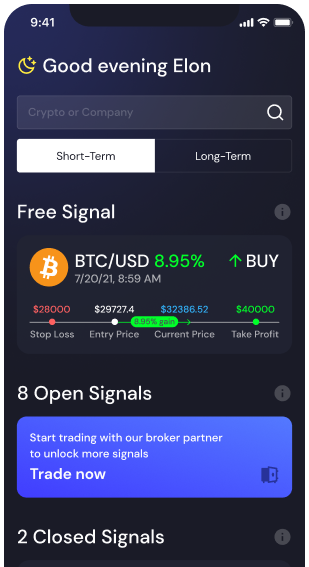 9:41
Good evening Elon
Crypto or Company
Short-Term
Long-Term
Free Signal
BTC/USD 8.95% BUY
7/20/21, 8:59 AM
$28000 $29727.4 $32386.52 $40000
8.95% gain
Stop Loss Entry Price Current Price Take Profit
8 Open Signals
Start trading with our broker partner
to unlock more signals
Trade now
2 Closed Signals